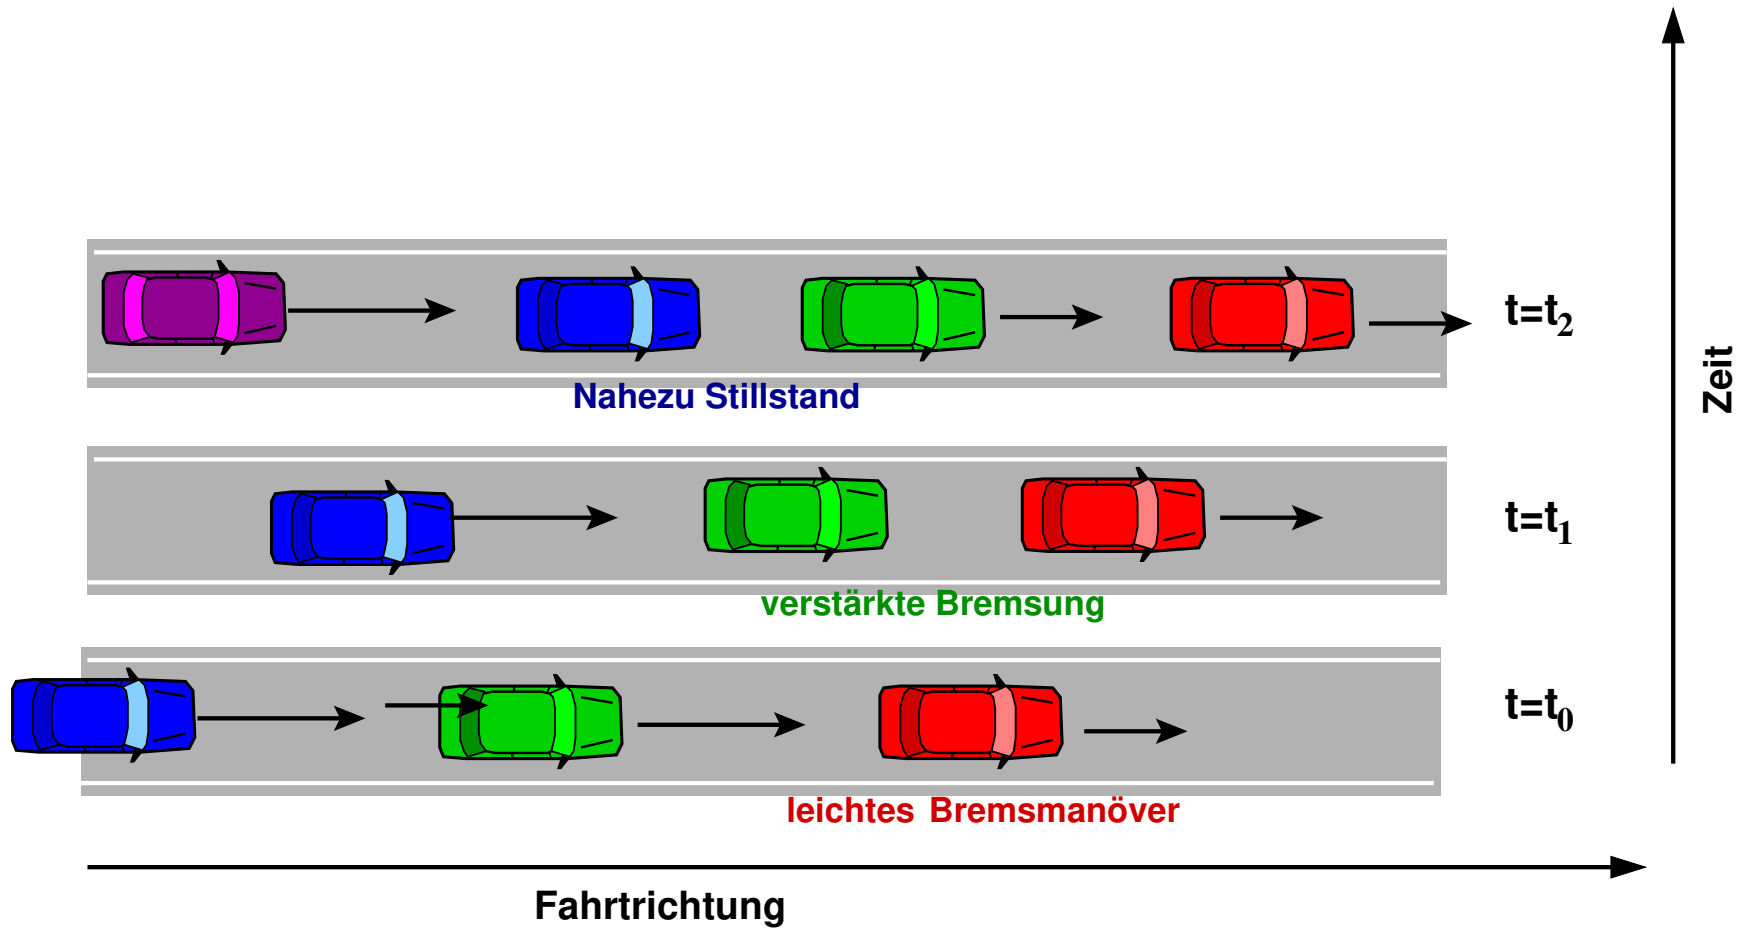 t=t2
Nahezu Stillstand
Zeit
t=t1
verstärkte Bremsung
t=t0
leichtes Bremsmanöver
Fahrtrichtung